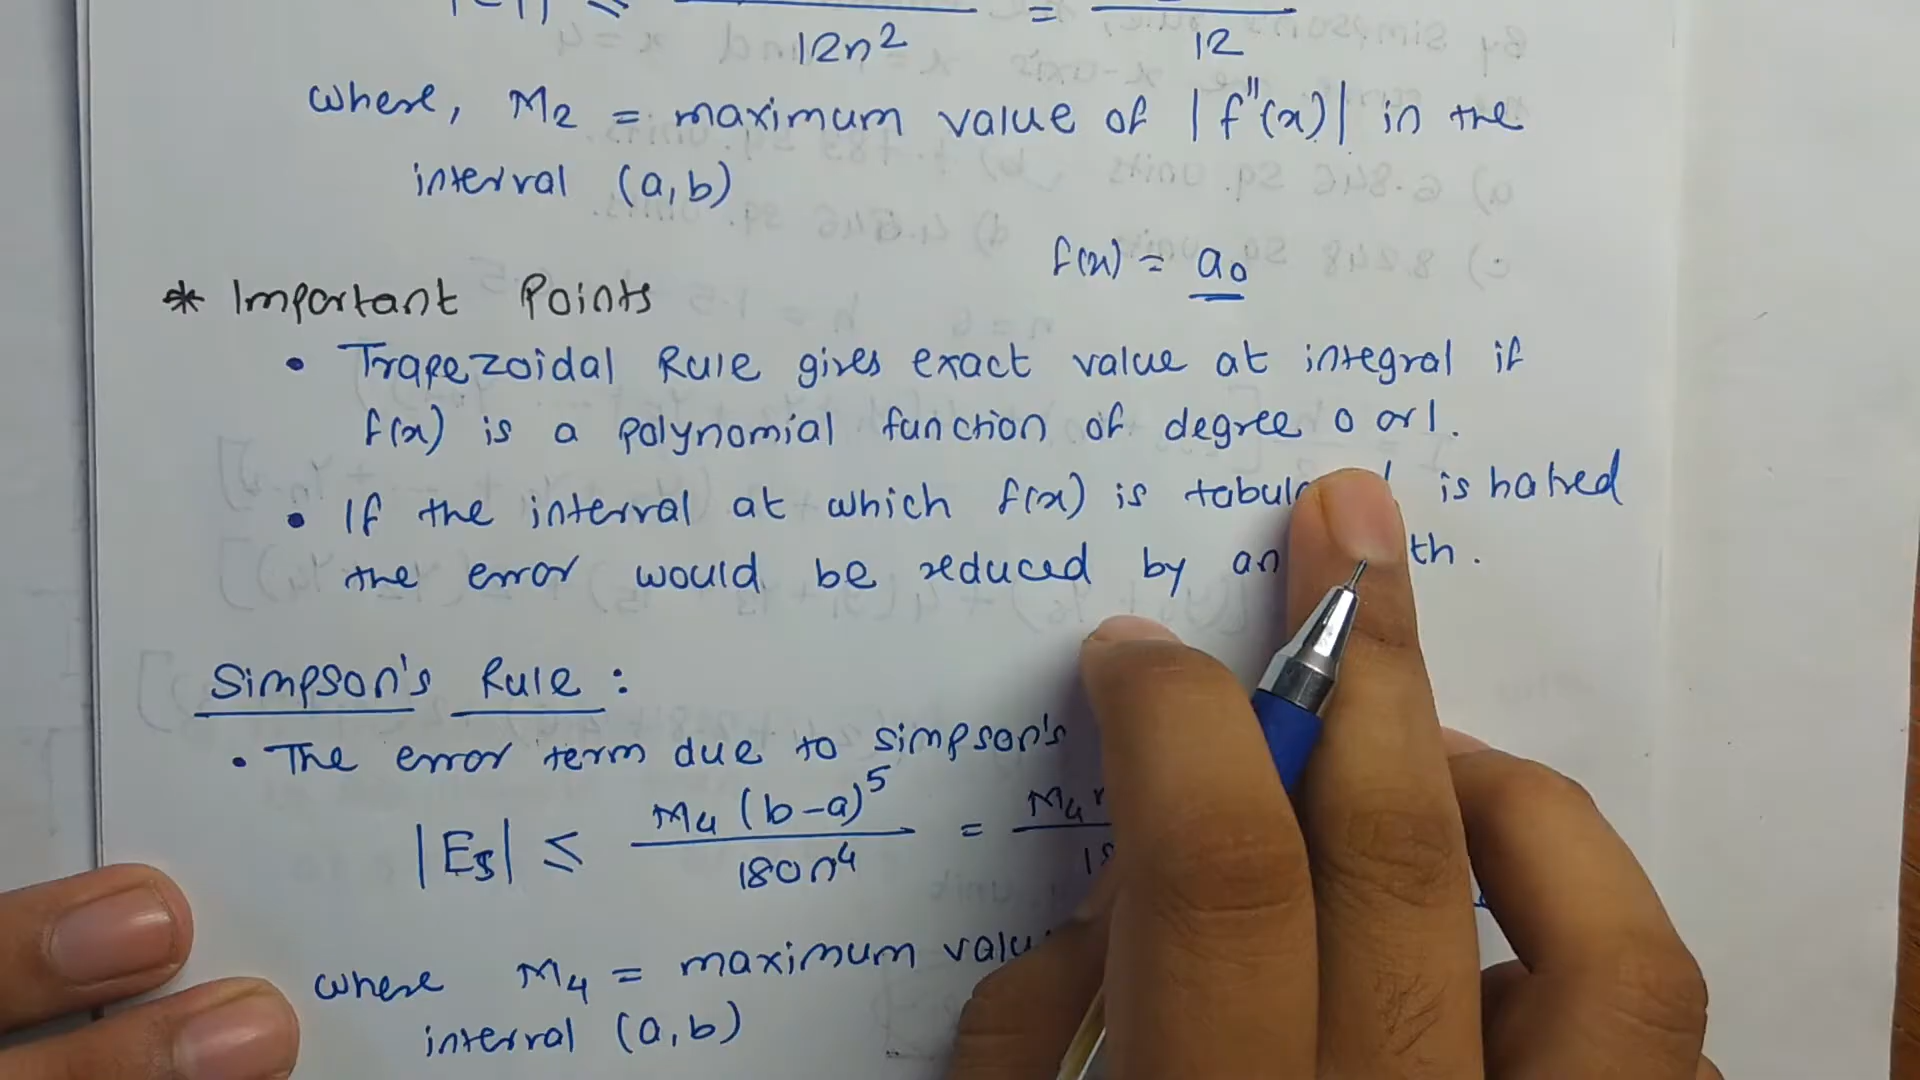 12n² = 12
where, M₂ = maximum value of |f''(x)| in the
interval (a,b)
f(x) = a₀
* Important Points
• Trapezoidal Rule gives exact value at integral if
f(x) is a polynomial function of degree 0 or 1.
• If the interval at which f(x) is is halved
the error would be reduced by an th.
Simpson's Rule :
• The error term due to simpson's
|Es| ≤ M₄ (b-a)⁵ / 180n⁴ = M₄
where M₄ = maximum
interval (a,b)